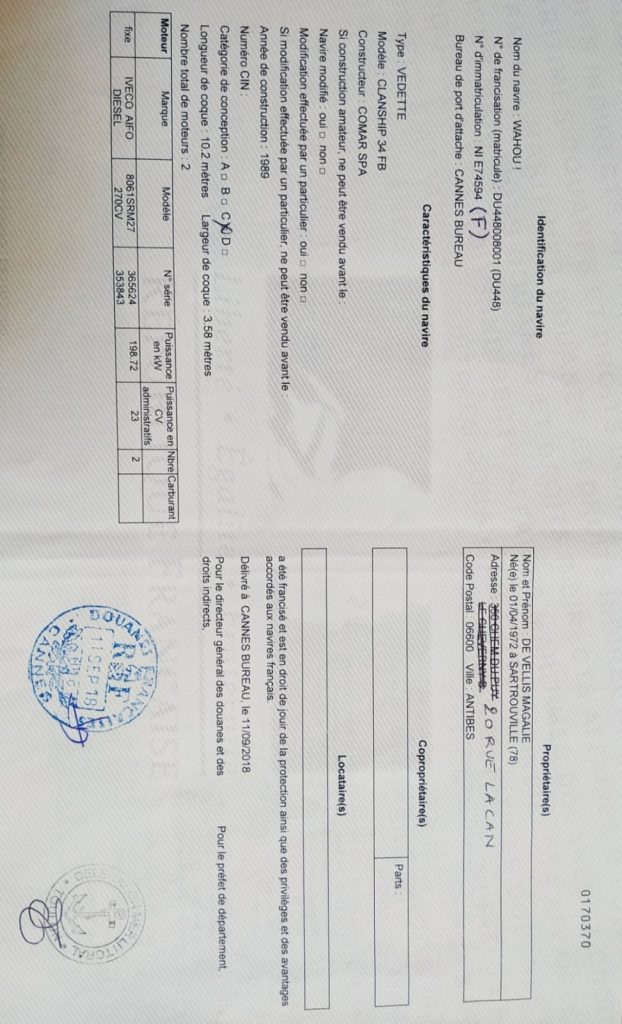 0170370
Identification du navire
Nom du navire : WAHOU !
N° de francisation (matricule) : DU448008001 (DU448)
N° d'immatriculation : NI E74594 (F)
Bureau de port d'attache : CANNES BUREAU
Caractéristiques du navire
Type : VEDETTE
Modèle : CLANSHIP 34 FB
Constructeur : COMAR SPA
Si construction amateur, ne peut être vendu avant le :
Navire modifié : oui □ non □
Modification effectuée par un particulier : oui □ non □
Si modification effectuée par un particulier, ne peut être vendu avant le :
Année de construction : 1989
Numéro CIN :
Catégorie de conception : A □ B □ C X D □
Longueur de coque : 10.2 mètres Largeur de coque : 3.58 mètres
Nombre total de moteurs : 2
Moteur Marque Modèle N° série Puissance en kW Puissance en CV administratifs Nbre Carburant
fixe IVECO AIFO DIESEL 8061SRM27 270CV 365624 353843 198.72 23 2
Propriétaire(s)
Nom et Prénom : DE VELLIS MAGALIE
Né(e) le 01/04/1972 à SARTROUVILLE (78)
Adresse : 350 CHEM DU PUY 20 RUE LACAN
LE CHEVERNY B
Code Postal 06600 Ville : ANTIBES
Copropriétaire(s)
Parts :
Locataire(s)
a été francisé et est en droit de jouir de la protection ainsi que des privilèges et des avantages
accordés aux navires français.
Délivré à CANNES BUREAU, le 11/09/2018
Pour le directeur général des douanes et des
droits indirects,
Pour le préfet de département,
DOUANE FRANCAISE
11 SEP 18
CANNES
LITTORAL